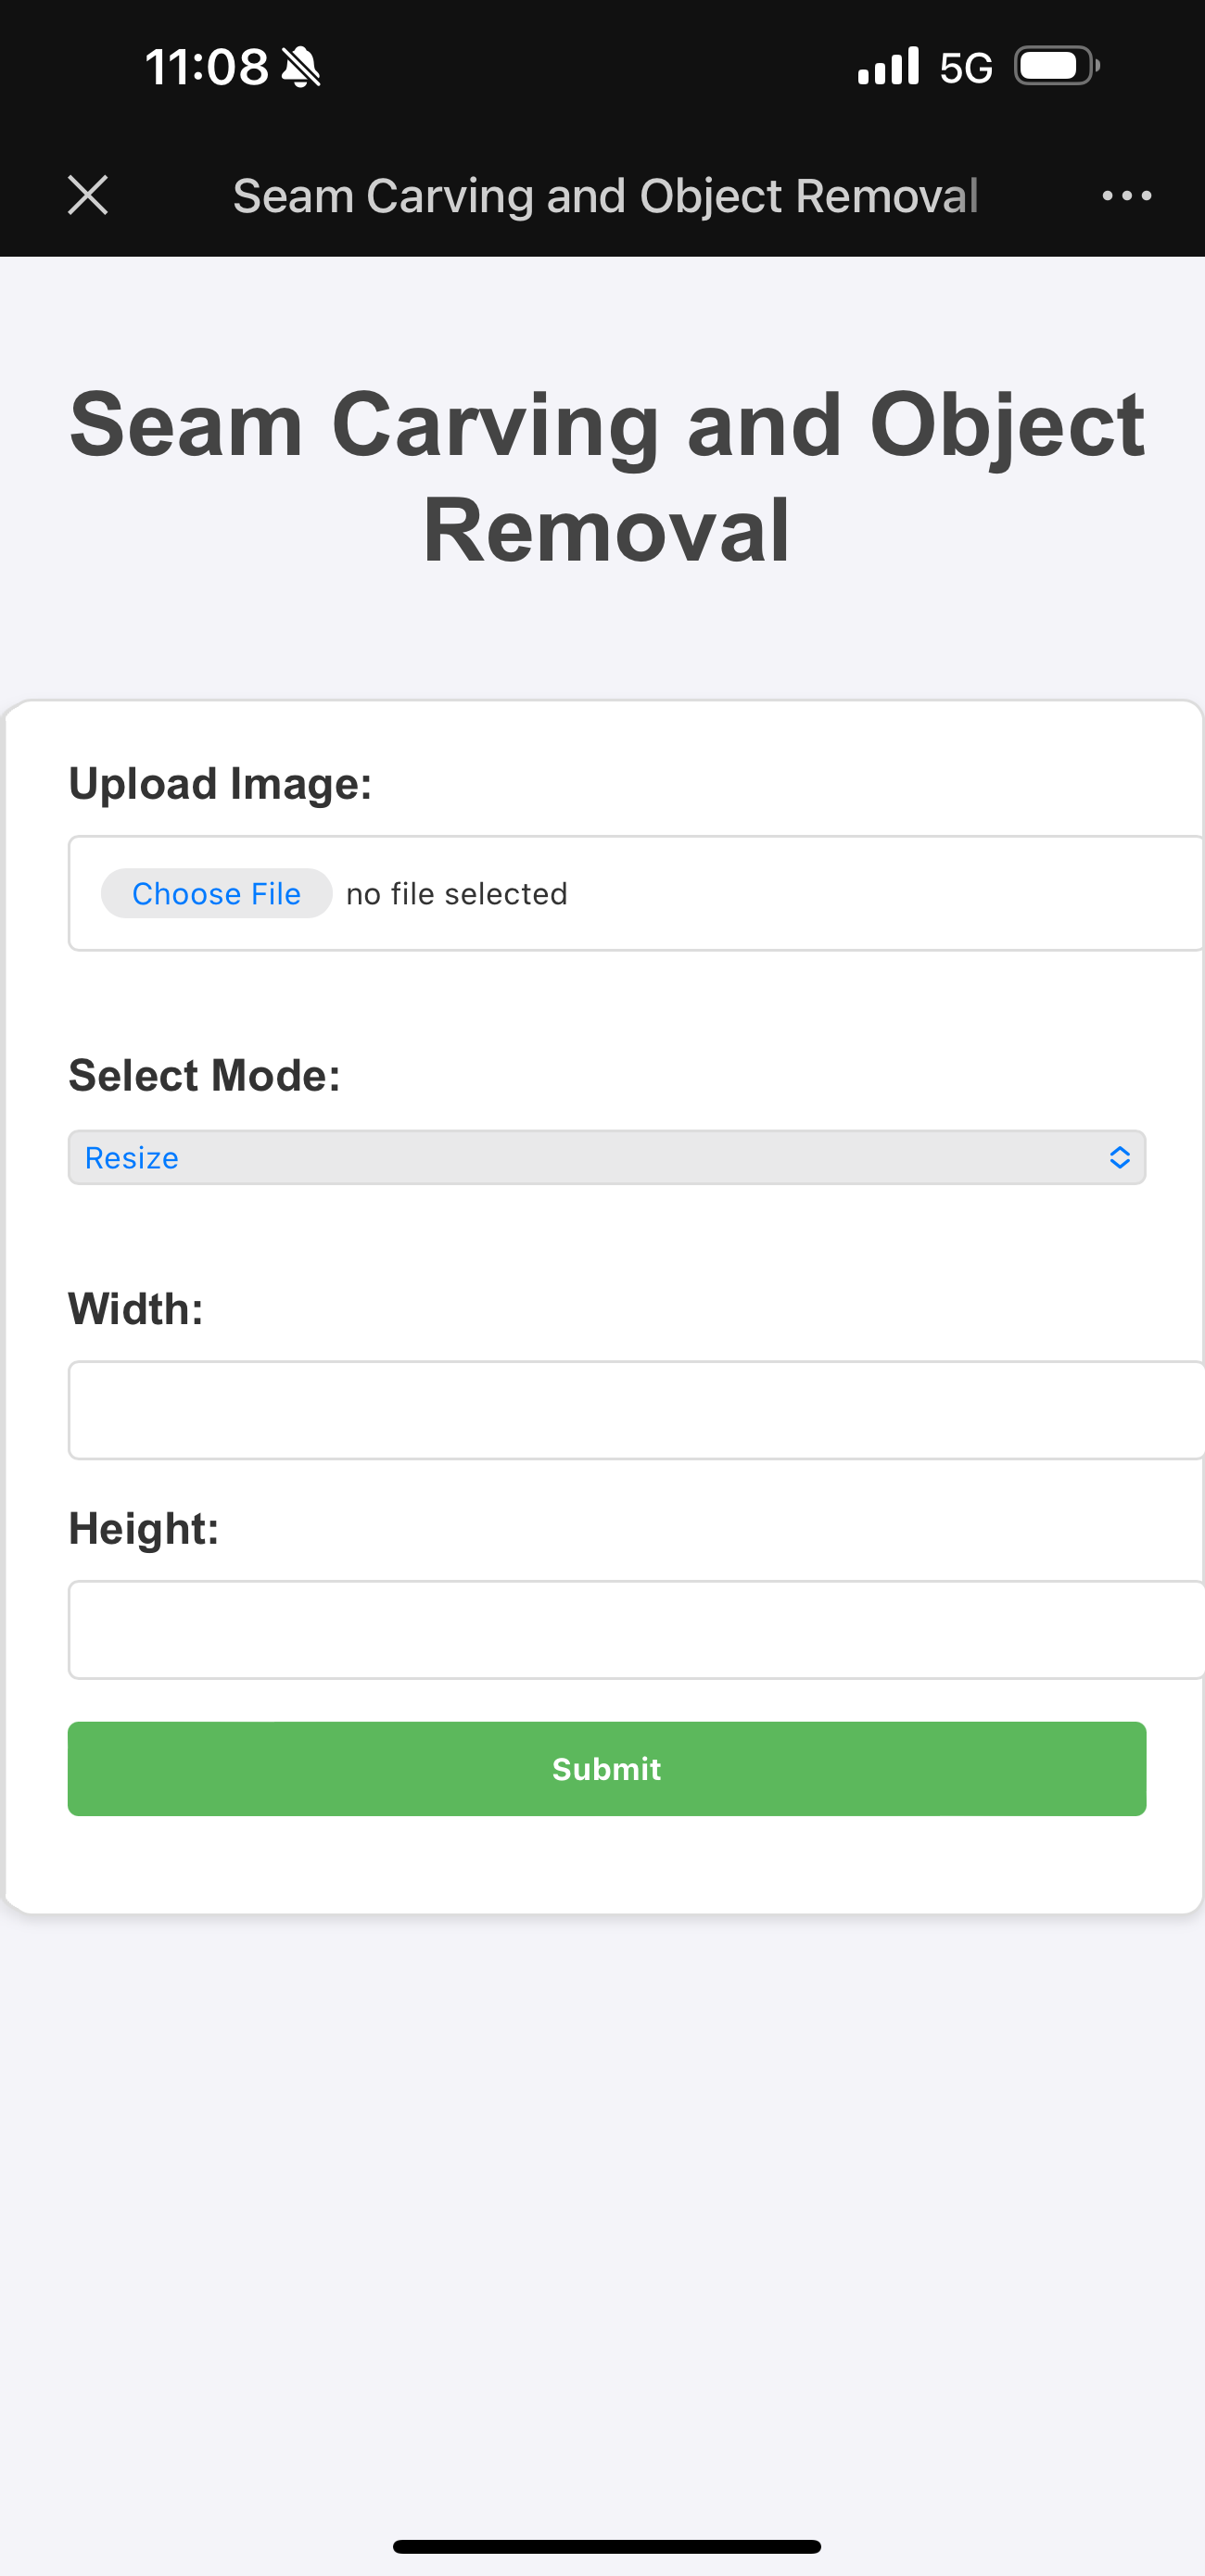 11:08
5G
Seam Carving and Object Removal
Seam Carving and Object
Removal
Upload Image:
Choose File no file selected
Select Mode:
Resize
Width:
Height:
Submit